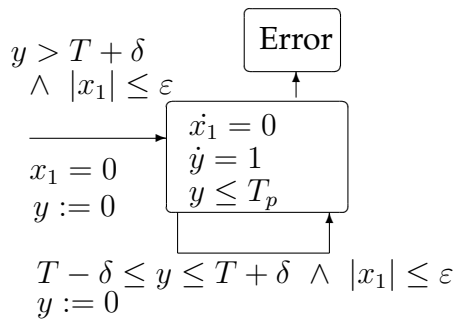 y > T + δ
∧ |x₁| ≤ ε
Error
x₁ = 0
y := 0
ẋ₁ = 0
ẏ = 1
y ≤ Tₚ
T − δ ≤ y ≤ T + δ ∧ |x₁| ≤ ε
y := 0